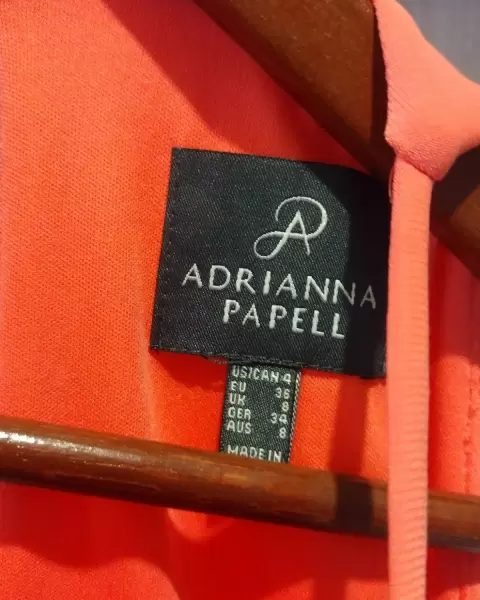 AP
ADRIANNA
PAPELL
US/CAN 4
EU 36
UK 8
GER 34
AUS 8
MADE IN